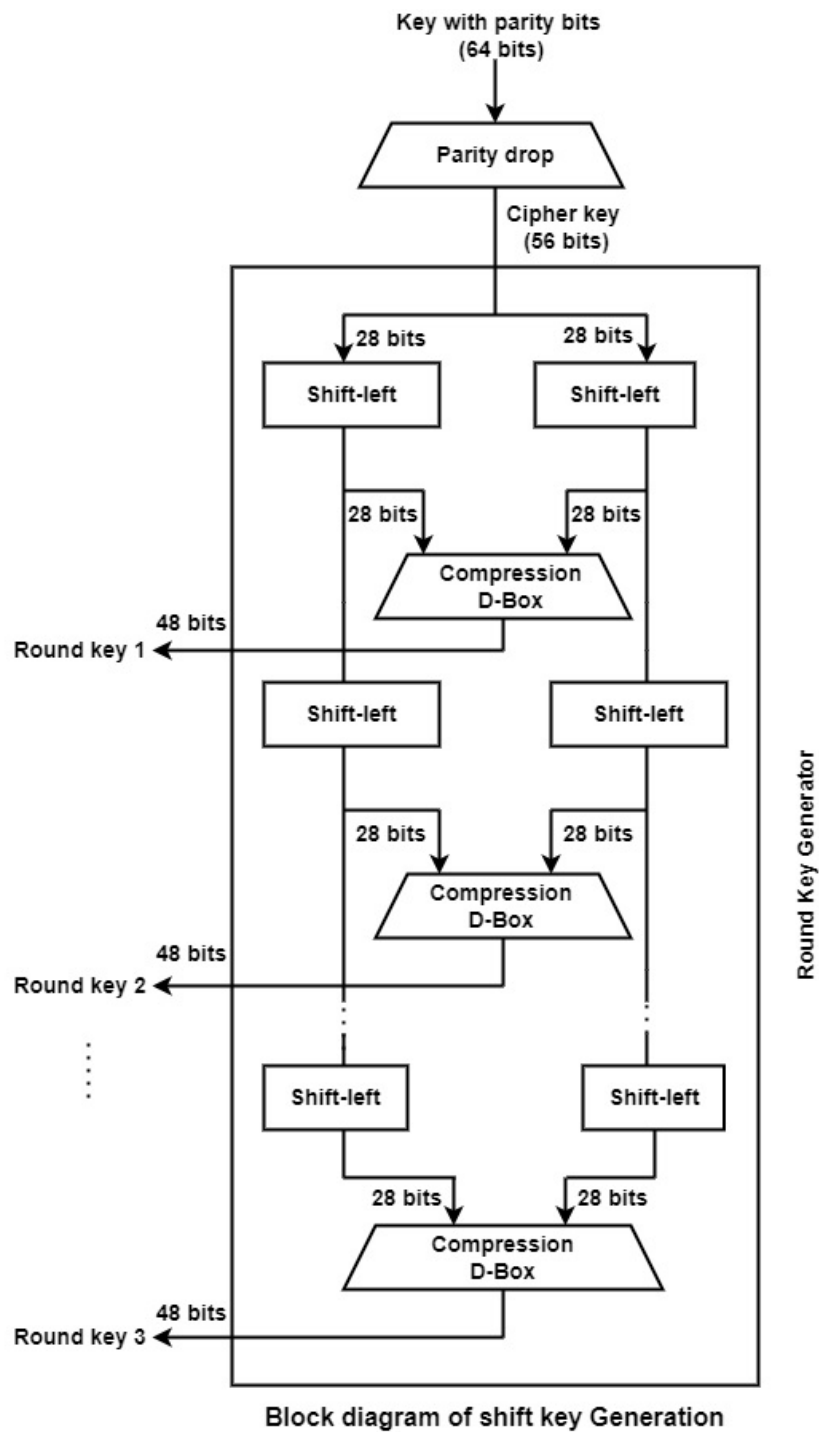 Key with parity bits
(64 bits)
Parity drop
Cipher key
(56 bits)
28 bits
28 bits
Shift-left
Shift-left
28 bits
28 bits
Compression
D-Box
48 bits
Round key 1
Shift-left
Shift-left
28 bits
28 bits
Compression
D-Box
48 bits
Round key 2
Shift-left
Shift-left
28 bits
28 bits
Compression
D-Box
48 bits
Round key 3
Round Key Generator
Block diagram of shift key Generation